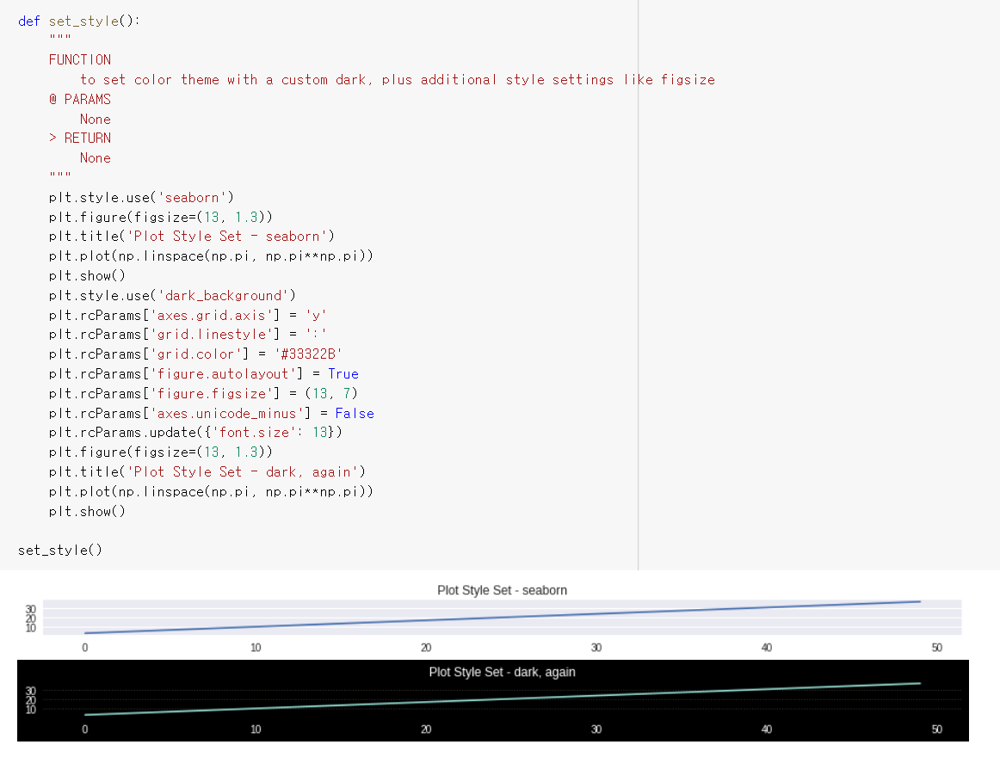 def set_style():
    """
    FUNCTION
        to set color theme with a custom dark, plus additional style settings like figsize
    @ PARAMS
        None
    > RETURN
        None
    """
    plt.style.use('seaborn')
    plt.figure(figsize=(13, 1.3))
    plt.title('Plot Style Set - seaborn')
    plt.plot(np.linspace(np.pi, np.pi**np.pi))
    plt.show()
    plt.style.use('dark_background')
    plt.rcParams['axes.grid.axis'] = 'y'
    plt.rcParams['grid.linestyle'] = ':'
    plt.rcParams['grid.color'] = '#33322B'
    plt.rcParams['figure.autolayout'] = True
    plt.rcParams['figure.figsize'] = (13, 7)
    plt.rcParams['axes.unicode_minus'] = False
    plt.rcParams.update({'font.size': 13})
    plt.figure(figsize=(13, 1.3))
    plt.title('Plot Style Set - dark, again')
    plt.plot(np.linspace(np.pi, np.pi**np.pi))
    plt.show()
set_style()
Plot Style Set - seaborn
30
20
10
0 10 20 30 40 50
Plot Style Set - dark, again
30
20
10
0 10 20 30 40 50